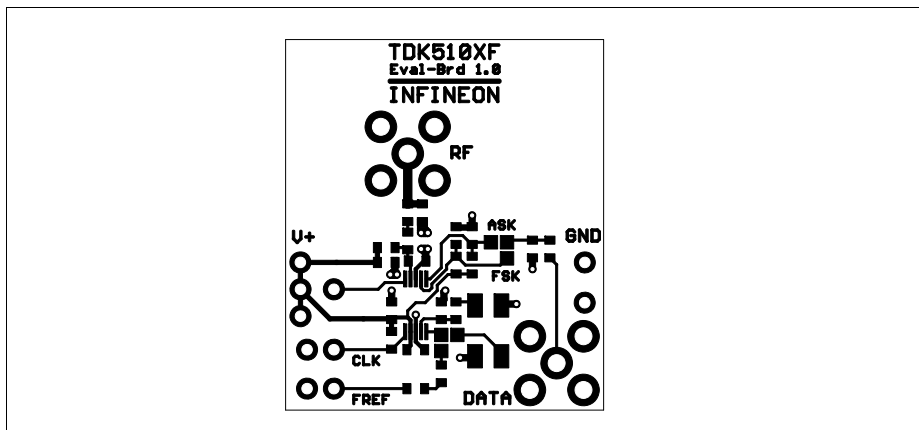 TDK510XF
Eval-Brd 1.0
INFINEON
RF
ASK
V+
GND
FSK
CLK
FREF
DATA